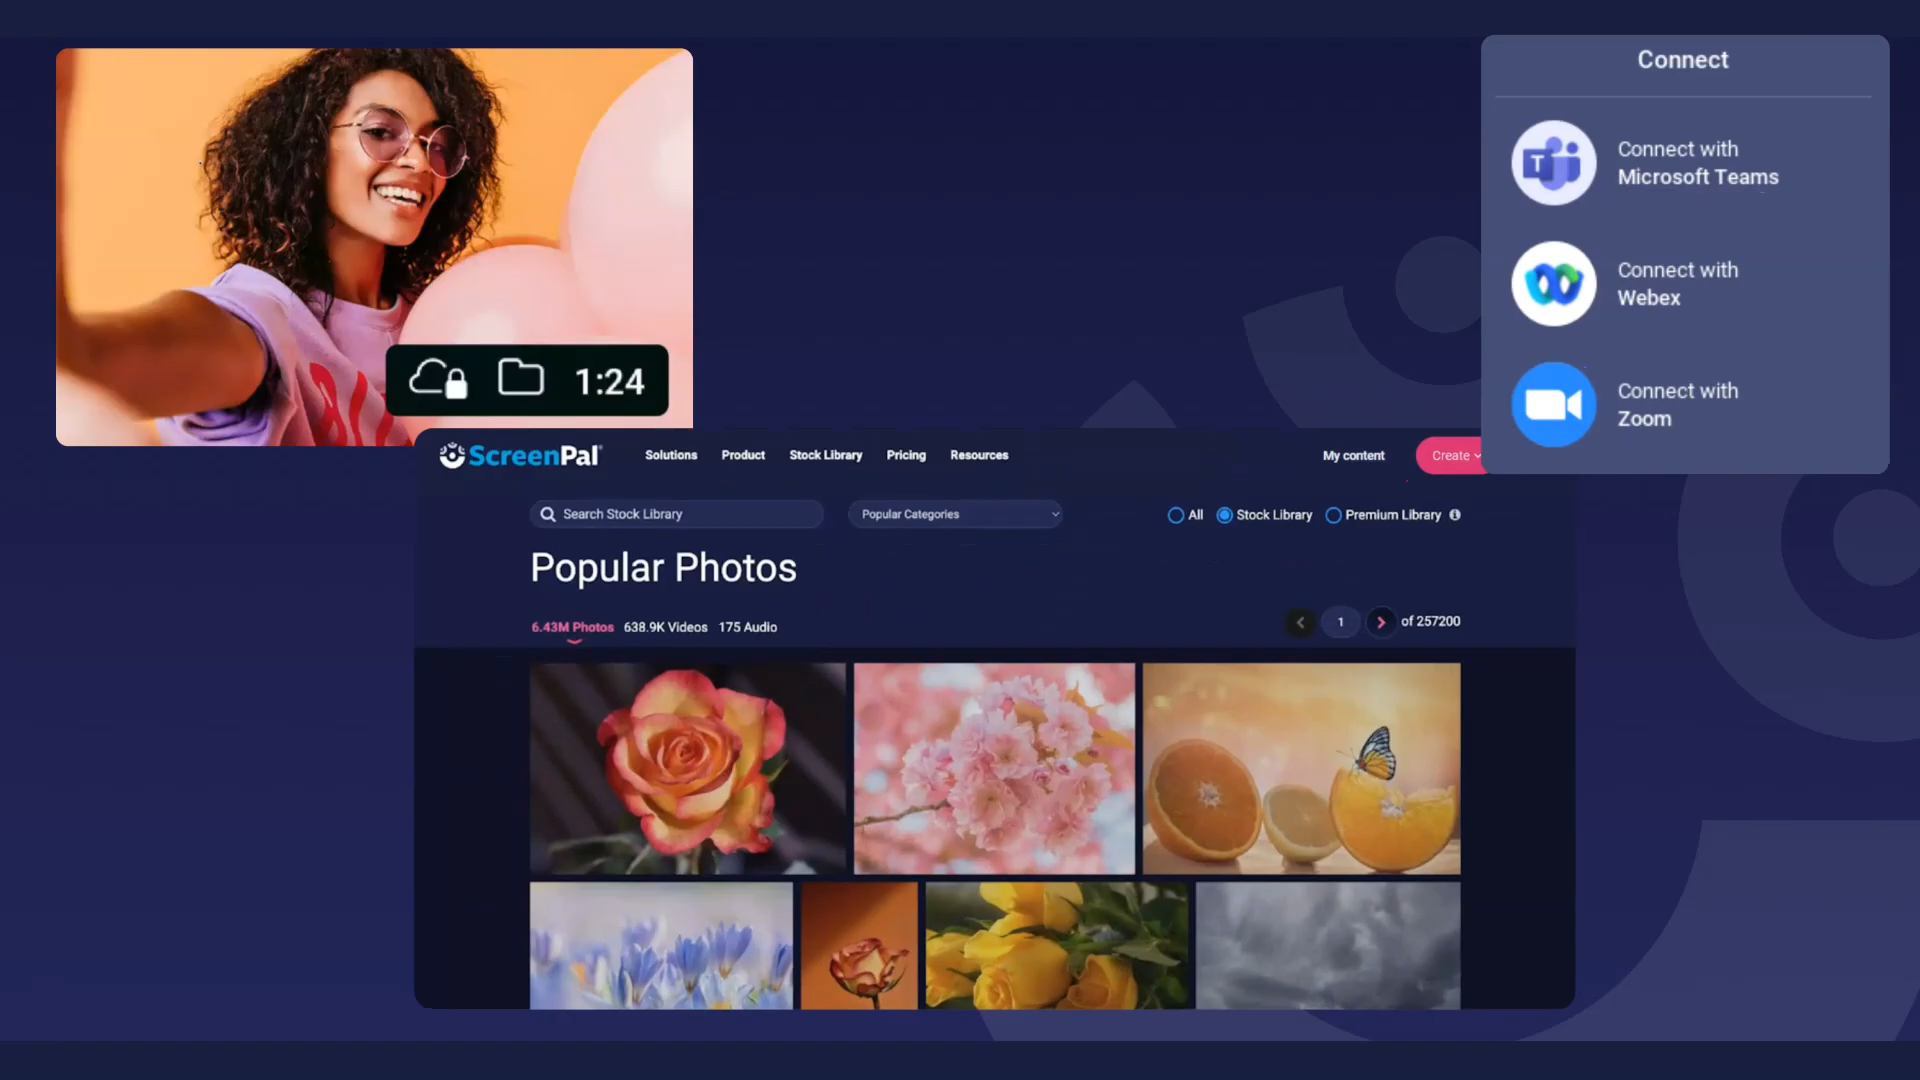 Connect
Connect with
Microsoft Teams
Connect with
Webex
Connect with
Zoom
1:24
ScreenPal
Solutions Product Stock Library Pricing Resources My content Create
Search Stock Library Popular Categories All Stock Library Premium Library
Popular Photos
6.43M Photos 638.9K Videos 175 Audio 1 of 257200